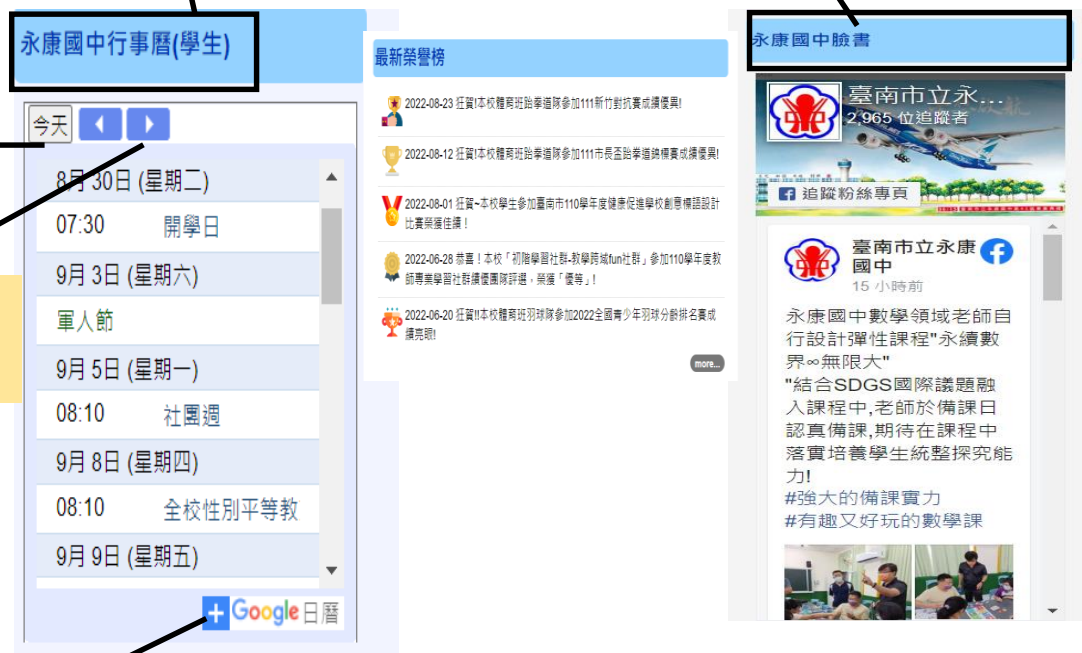 永康國中行事曆(學生)
今天
8月 30日 (星期二)
07:30 開學日
9月 3日 (星期六)
軍人節
9月 5日 (星期一)
08:10 社團週
9月 8日 (星期四)
08:10 全校性別平等教
9月 9日 (星期五)
+Google日曆
最新榮譽榜
2022-08-23 狂賀!本校體育班跆拳道隊參加111新竹對抗賽成績優異!
2022-08-12 狂賀!本校體育班跆拳道隊參加111市長盃跆拳道錦標賽成績優異!
2022-08-01 狂賀~本校學生參加臺南市110學年度健康促進學校創意標語設計
比賽榮獲佳績！
2022-06-28 恭喜！本校「初階學習社群-教學跨域fun社群」參加110學年度教
師專業學習社群績優團隊評選，榮獲「優等」!
2022-06-20 狂賀!!本校體育班羽球隊參加2022全國青少年羽球分齡排名賽成
績亮眼!
more...
永康國中臉書
臺南市立永...
2,965 位追蹤者
追蹤粉絲專頁
臺南市立永康
國中
15 小時前
永康國中數學領域老師自
行設計彈性課程"永續數
界∞無限大"
"結合SDGS國際議題融
入課程中,老師於備課日
認真備課,期待在課程中
落實培養學生統整探究能
力!
#強大的備課實力
#有趣又好玩的數學課